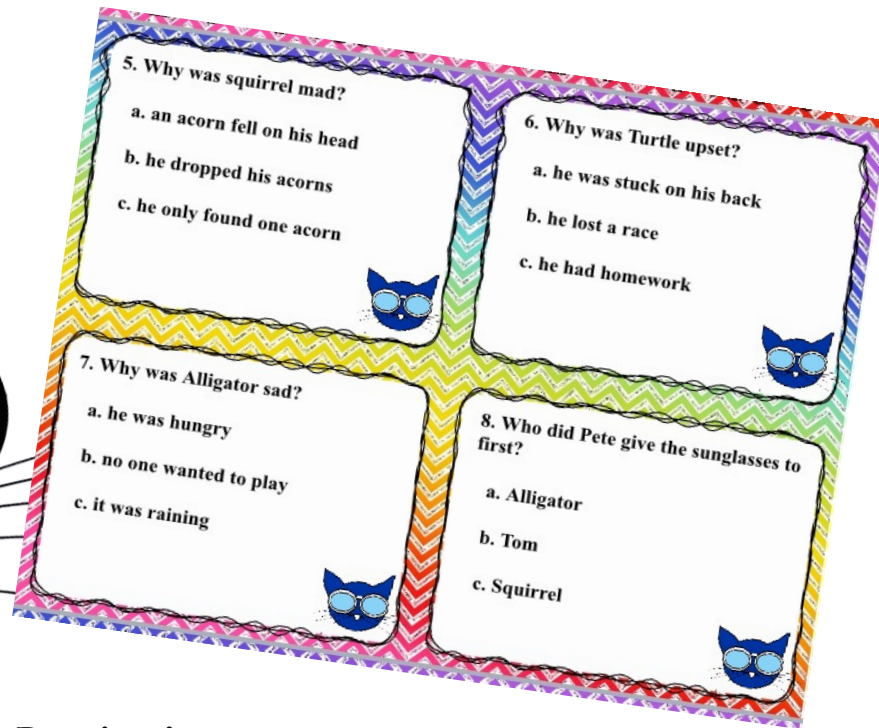 5. Why was squirrel mad?
a. an acorn fell on his head
b. he dropped his acorns
c. he only found one acorn
6. Why was Turtle upset?
a. he was stuck on his back
b. he lost a race
c. he had homework
7. Why was Alligator sad?
a. he was hungry
b. no one wanted to play
c. it was raining
8. Who did Pete give the sunglasses to
first?
a. Alligator
b. Tom
c. Squirrel